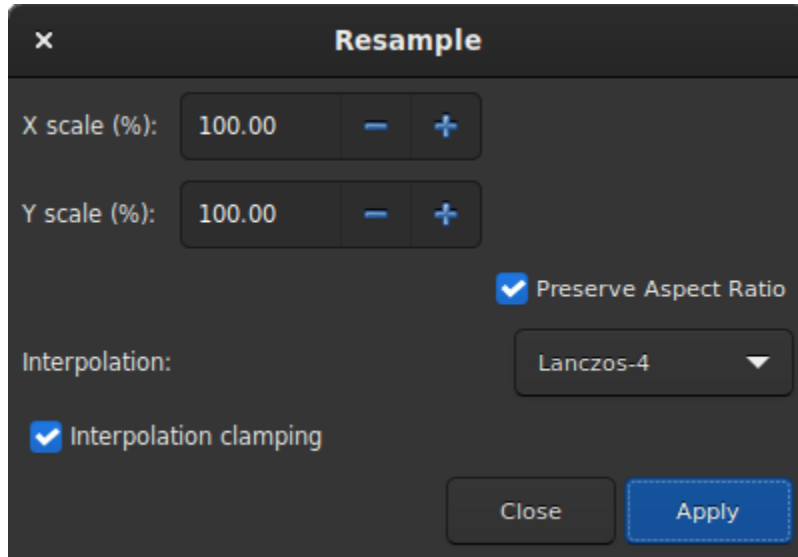 Resample
X scale (%): 100.00
Y scale (%): 100.00
Preserve Aspect Ratio
Interpolation: Lanczos-4
Interpolation clamping
Close Apply